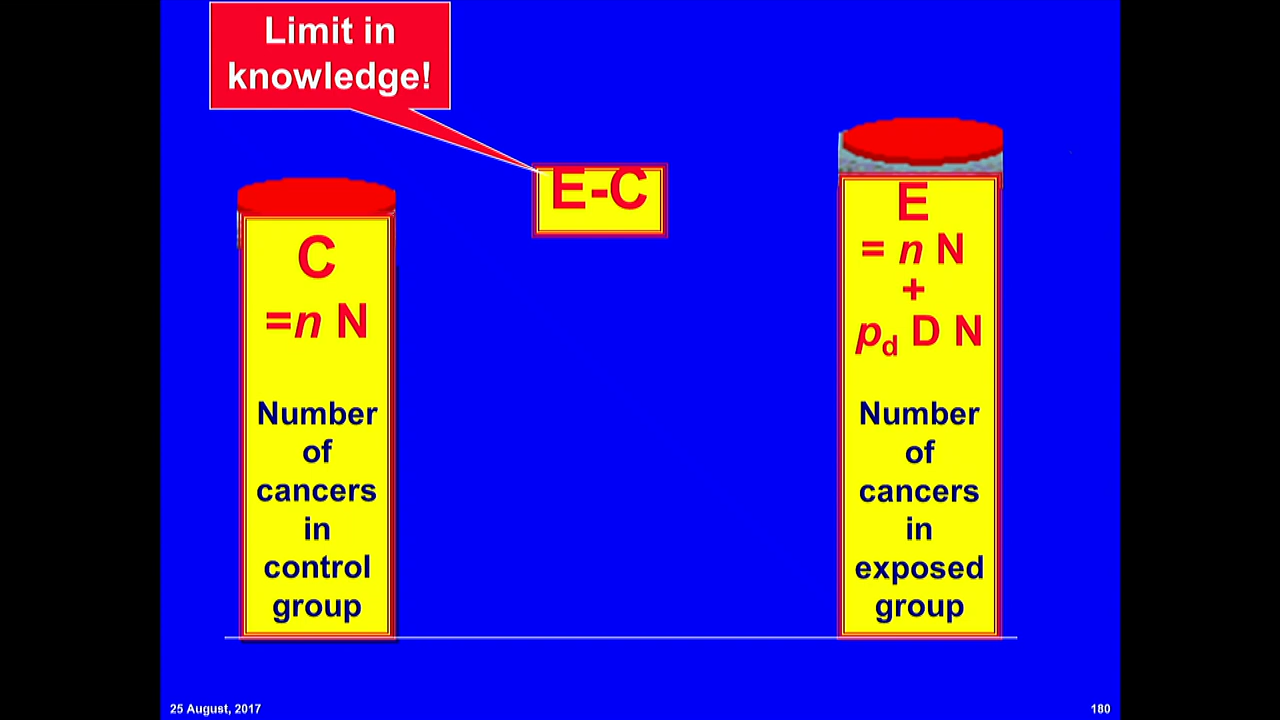 Limit in
knowledge!
E-C
C
=n N
Number
of
cancers
in
control
group
E
= n N
+
pd D N
Number
of
cancers
in
exposed
group
25 August, 2017
180